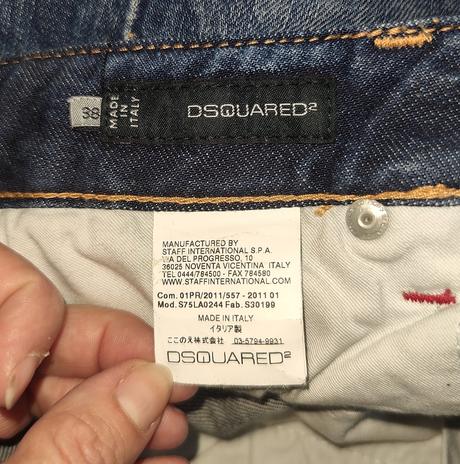 38
MADE
IN
ITALY
DSQUARED²
MANUFACTURED BY
STAFF INTERNATIONAL S.P.A.
VIA DEL PROGRESSO, 10
36025 NOVENTA VICENTINA ITALY
TEL 0444/784500 - FAX 784580
WWW.STAFFINTERNATIONAL.COM
Com. 01PR/2011/557 - 2011 01
Mod. S75LA0244 Fab. S30199
MADE IN ITALY
イタリア製
ここのえ株式会社 03-5794-9931
DSQUARED²